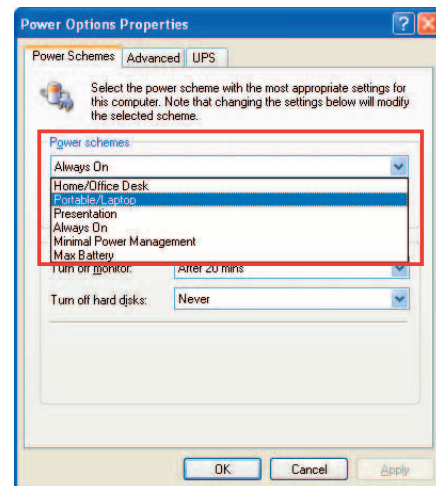 Power Options Properties
Power Schemes Advanced UPS
Select the power scheme with the most appropriate settings for
this computer. Note that changing the settings below will modify
the selected scheme.
Power schemes
Always On
Home/Office Desk
Portable/Laptop
Presentation
Always On
Minimal Power Management
Max Battery
Turn off monitor: After 20 mins
Turn off hard disks: Never
OK Cancel Apply